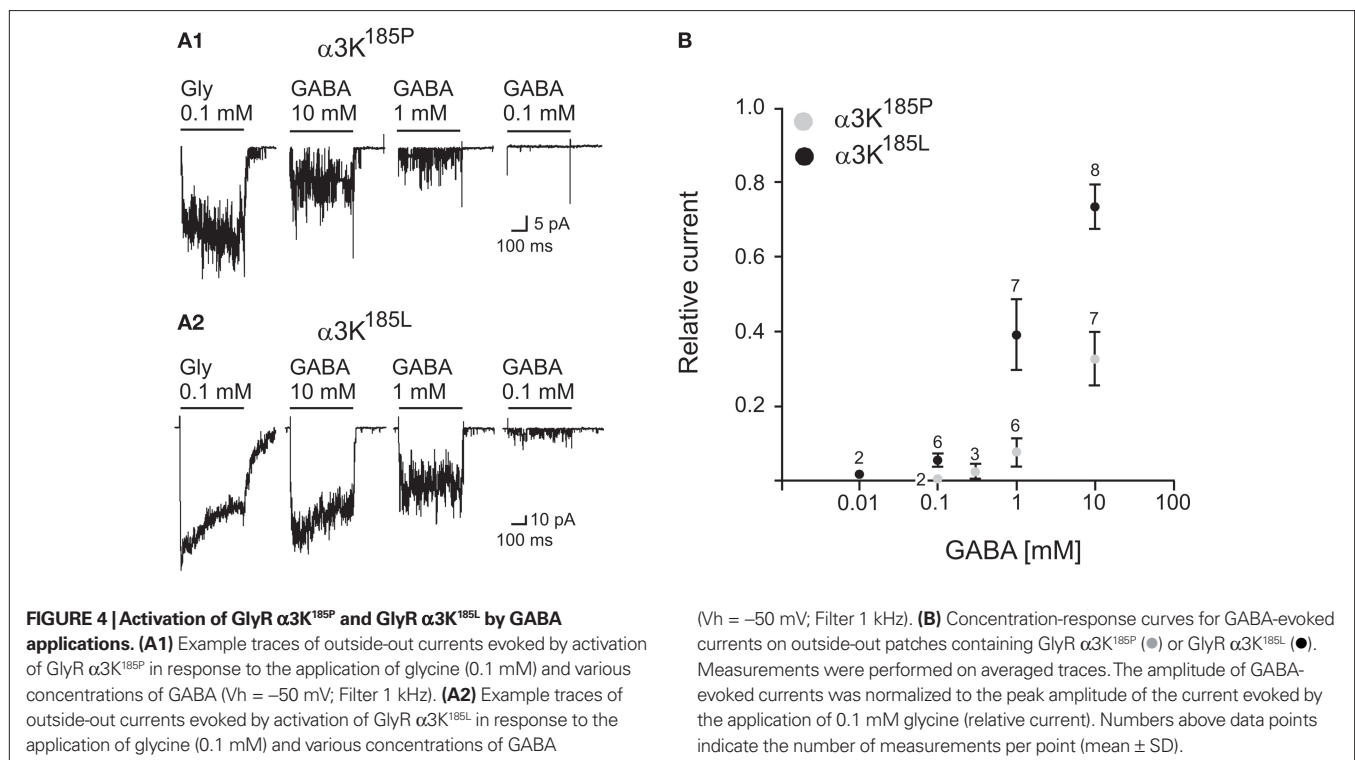 A1
α3K185P
Gly GABA GABA GABA
0.1 mM 10 mM 1 mM 0.1 mM
5 pA
100 ms
A2
α3K185L
Gly GABA GABA GABA
0.1 mM 10 mM 1 mM 0.1 mM
10 pA
100 ms
B
α3K185P
α3K185L
Relative current
1.0
0.8
0.6
0.4
0.2
2
6
2
3
7
6
8
7
0.01 0.1 1 10 100
GABA [mM]
FIGURE 4 | Activation of GlyR α3K185P and GlyR α3K185L by GABA
applications. (A1) Example traces of outside-out currents evoked by activation
of GlyR α3K185P in response to the application of glycine (0.1 mM) and various
concentrations of GABA (Vh = –50 mV; Filter 1 kHz). (A2) Example traces of
outside-out currents evoked by activation of GlyR α3K185L in response to the
application of glycine (0.1 mM) and various concentrations of GABA
(Vh = –50 mV; Filter 1 kHz). (B) Concentration-response curves for GABA-evoked
currents on outside-out patches containing GlyR α3K185P (●) or GlyR α3K185L (●).
Measurements were performed on averaged traces. The amplitude of GABA-
evoked currents was normalized to the peak amplitude of the current evoked by
the application of 0.1 mM glycine (relative current). Numbers above data points
indicate the number of measurements per point (mean ± SD).